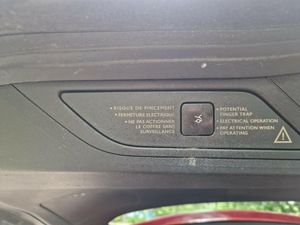 • RISQUE DE PINCEMENT
• FERMETURE ELECTRIQUE
• NE PAS ACTIONNER
LE COFFRE SANS
SURVEILLANCE
• POTENTIAL
FINGER TRAP
• ELECTRICAL OPERATION
• PAY ATTENTION WHEN
OPERATING